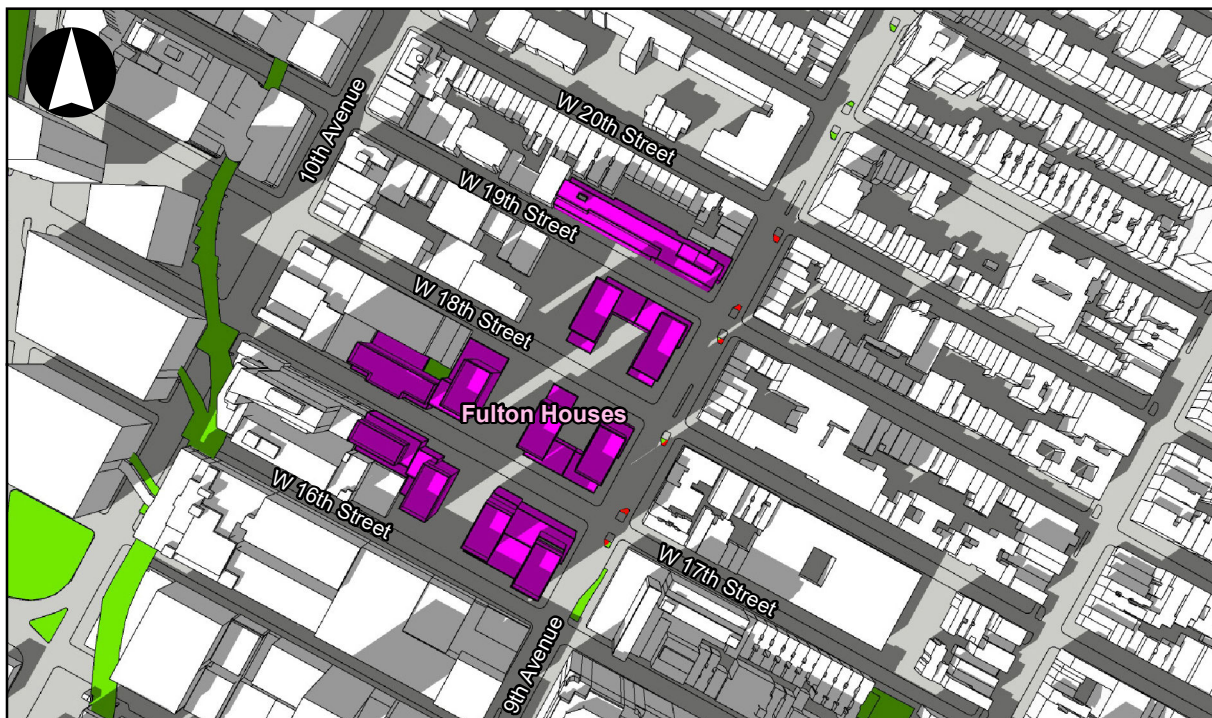 10th Avenue
W 20th Street
W 19th Street
W 18th Street
Fulton Houses
W 16th Street
W 17th Street
9th Avenue